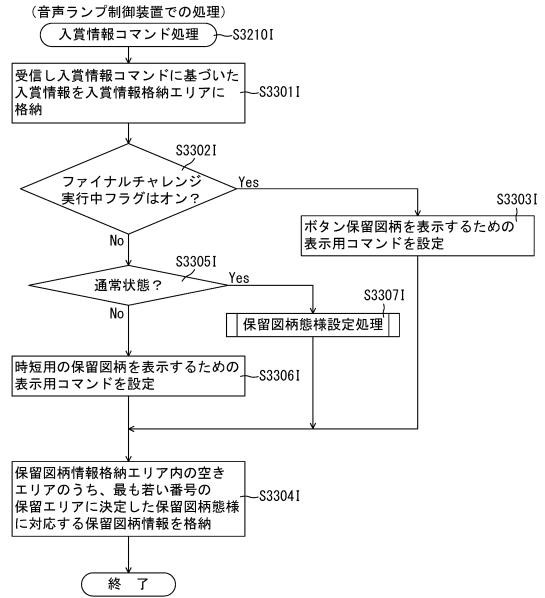 （音声ランプ制御装置での処理）
入賞情報コマンド処理
S3210I
受信し入賞情報コマンドに基づいた
入賞情報を入賞情報格納エリアに
格納
S3301I
S3302I
ファイナルチャレンジ
実行中フラグはオン？
Yes
No
S3303I
ボタン保留図柄を表示するための
表示用コマンドを設定
S3305I
通常状態？
Yes
No
S3307I
保留図柄態様設定処理
時短用の保留図柄を表示するための
表示用コマンドを設定
S3306I
保留図柄情報格納エリア内の空き
エリアのうち、最も若い番号の
保留エリアに決定した保留図柄態様
に対応する保留図柄情報を格納
S3304I
終 了